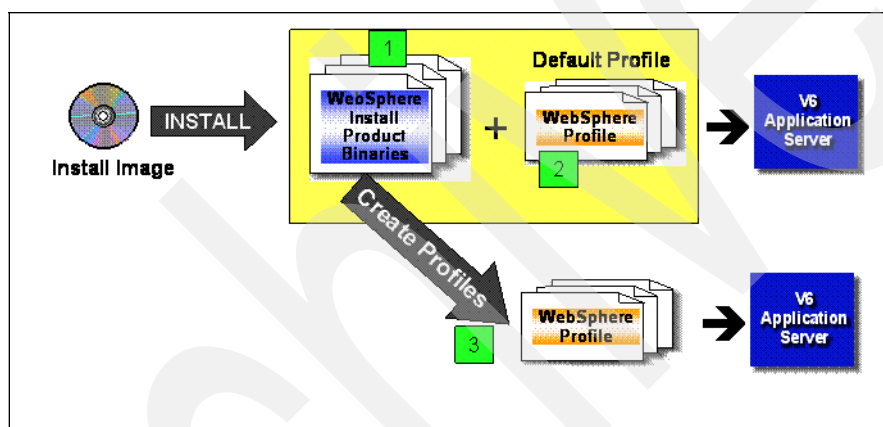 1
Default Profile
WebSphere
Install
Product
Binaries
INSTALL
+
WebSphere
Profile
2
V6
Application
Server
Install Image
Create Profiles
3
WebSphere
Profile
V6
Application
Server